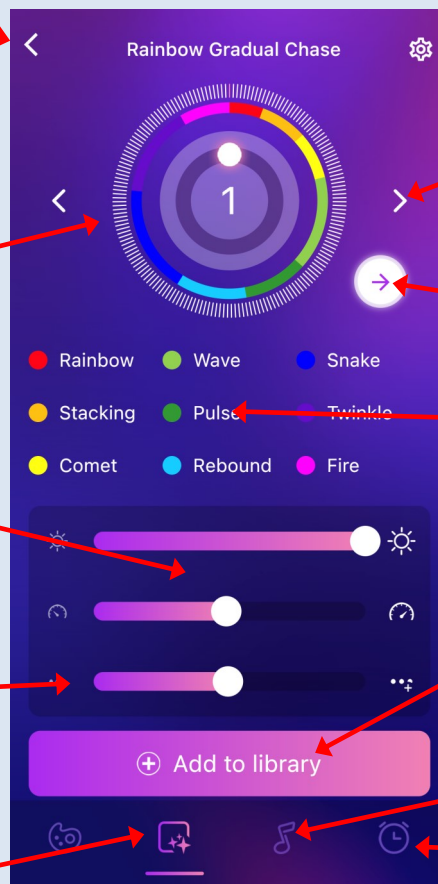 Rainbow Gradual Chase
1
Rainbow Wave Snake
Stacking Pulse Twinkle
Comet Rebound Fire
Add to library